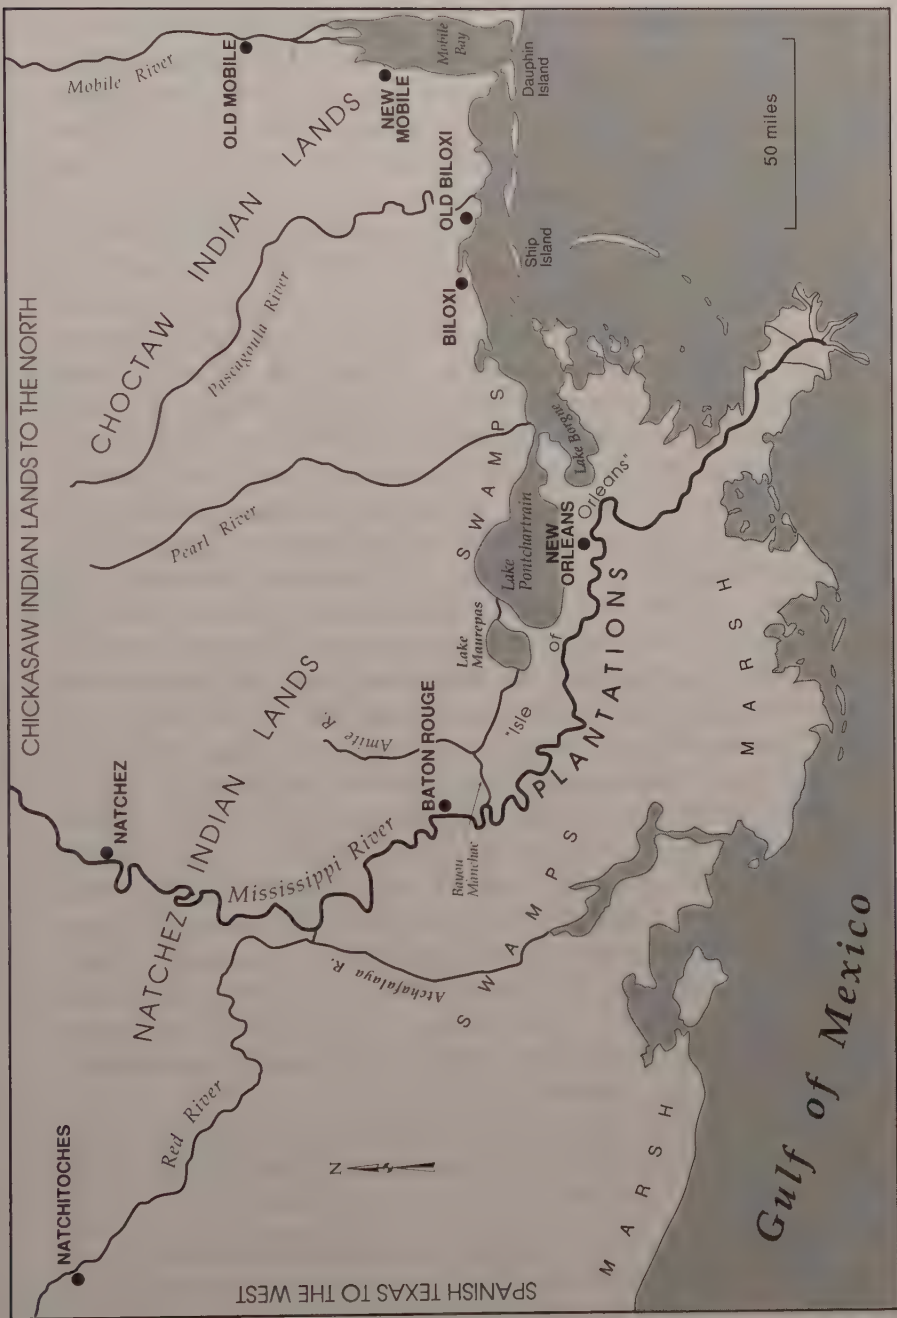 CHICKASAW INDIAN LANDS TO THE NORTH
SPANISH TEXAS TO THE WEST
NATCHITOCHES
Red River
N
NATCHEZ
NATCHEZ INDIAN LANDS
Mississippi River
Atchafalaya R.
SWAMPS
Amite R.
BATON ROUGE
Bayou
Manchac
"Isle of Orleans"
PLANTATIONS
Lake
Maurepas
Lake
Pontchartrain
NEW
ORLEANS
Lake Borgne
SWAMPS
Pearl River
CHOCTAW INDIAN LANDS
Pascagoula River
BILOXI
OLD BILOXI
Ship
Island
Mobile River
OLD MOBILE
NEW
MOBILE
Mobile
Bay
Dauphin
Island
50 miles
MARSH
MARSH
Gulf of Mexico